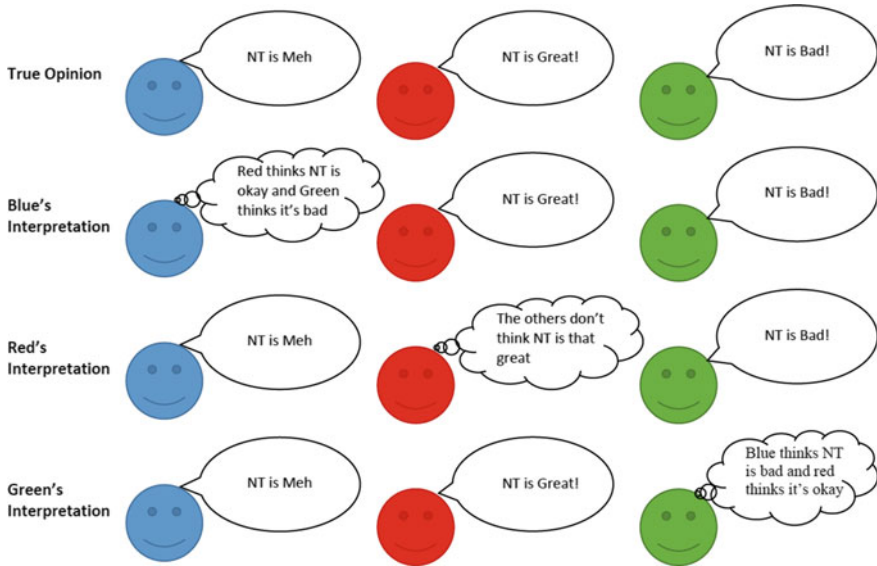 True Opinion
NT is Meh
NT is Great!
NT is Bad!
Blue's
Interpretation
Red thinks NT is
okay and Green
thinks it's bad
NT is Great!
NT is Bad!
Red's
Interpretation
NT is Meh
The others don't
think NT is that
great
NT is Bad!
Green's
Interpretation
NT is Meh
NT is Great!
Blue thinks NT
is bad and red
thinks it's okay